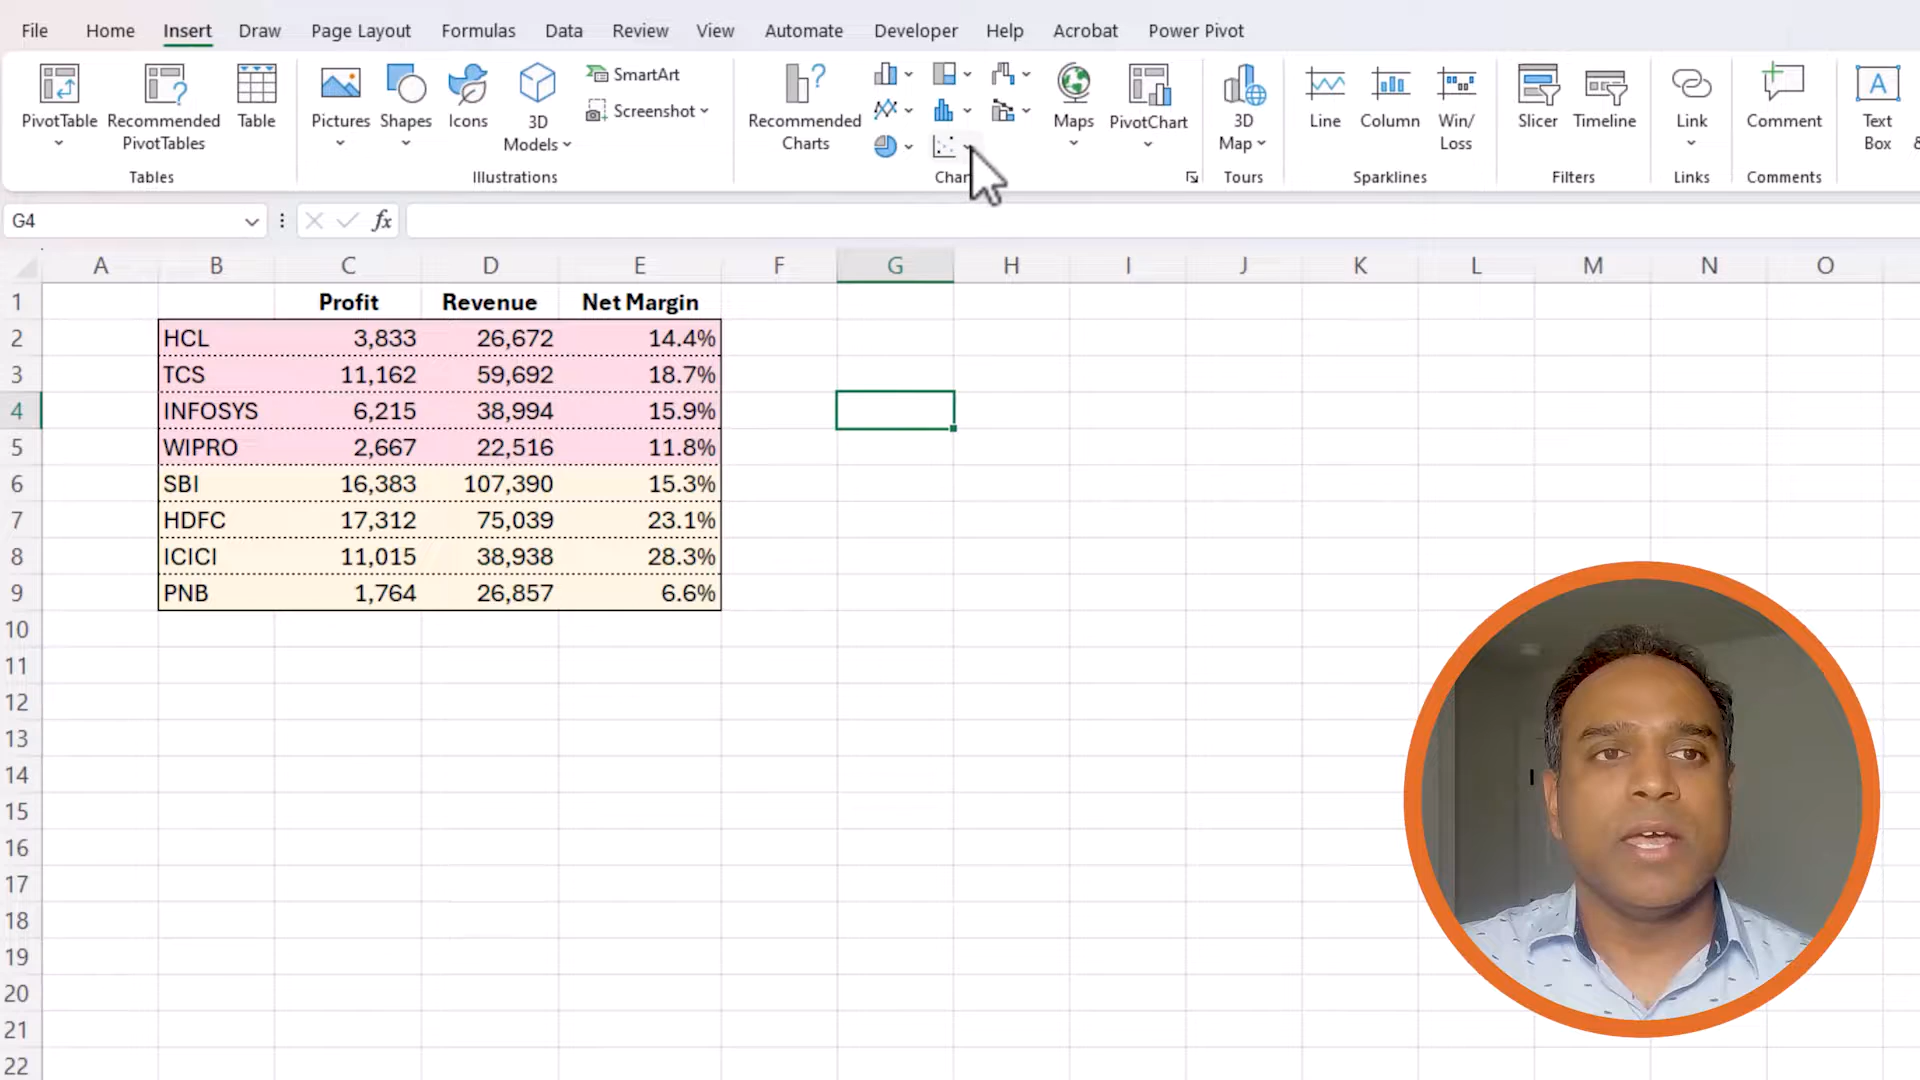 File Home Insert Draw Page Layout Formulas Data Review View Automate Developer Help Acrobat Power Pivot
PivotTable Recommended PivotTables Table
Tables
Pictures Shapes Icons 3D Models SmartArt Screenshot
Illustrations
Recommended Charts Maps PivotChart
3D Map
Tours
Line Column Win/Loss
Sparklines
Slicer Timeline
Filters
Link
Links
Comment
Comments
Text Box
G4 fx
A B C D E F G H I J K L M N O
1 Profit Revenue Net Margin
2 HCL 3,833 26,672 14.4%
3 TCS 11,162 59,692 18.7%
4 INFOSYS 6,215 38,994 15.9%
5 WIPRO 2,667 22,516 11.8%
6 SBI 16,383 107,390 15.3%
7 HDFC 17,312 75,039 23.1%
8 ICICI 11,015 38,938 28.3%
9 PNB 1,764 26,857 6.6%
10
11
12
13
14
15
16
17
18
19
20
21
22